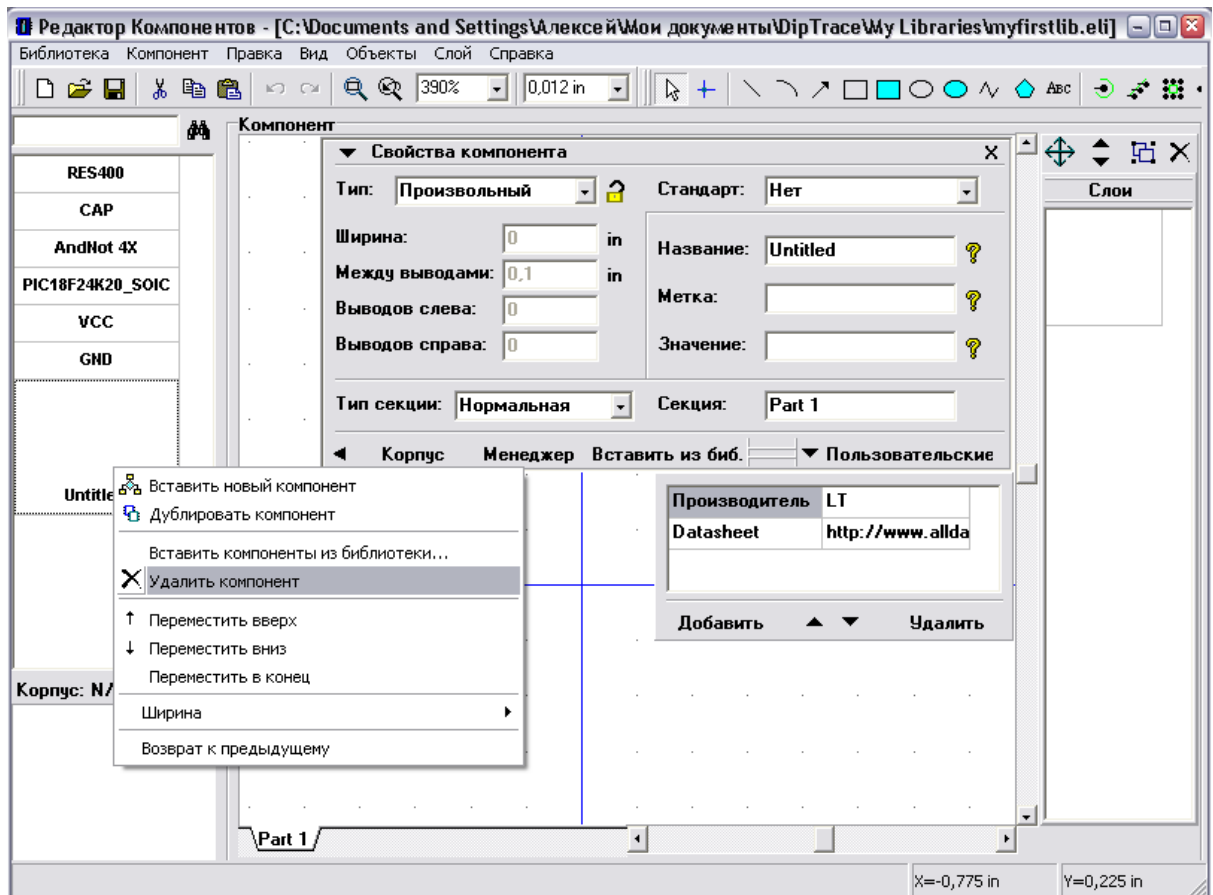 Редактор Компонентов - [C:\Documents and Settings\Алексей\Мои документы\DipTrace\My Libraries\myfirstlib.eli]
Библиотека Компонент Правка Вид Объекты Слой Справка
390% 0,012 in ABC
Компонент
RES400
CAP
AndNot 4X
PIC18F24K20_SOIC
VCC
GND
Свойства компонента X
Тип: Произвольный Стандарт: Нет
Ширина: 0 in
Между выводами: 0,1 in
Выводов слева: 0
Выводов справа: 0
Название: Untitled ?
Метка: ?
Значение: ?
Тип секции: Нормальная Секция: Part 1
Корпус Менеджер Вставить из биб. Пользовательские
Слои
Untitle
Вставить новый компонент
Дублировать компонент
Вставить компоненты из библиотеки...
Удалить компонент
Переместить вверх
Переместить вниз
Переместить в конец
Ширина
Возврат к предыдущему
Производитель LT
Datasheet http://www.allda
Добавить Удалить
Корпус: N/
Part 1
X=-0,775 in Y=0,225 in